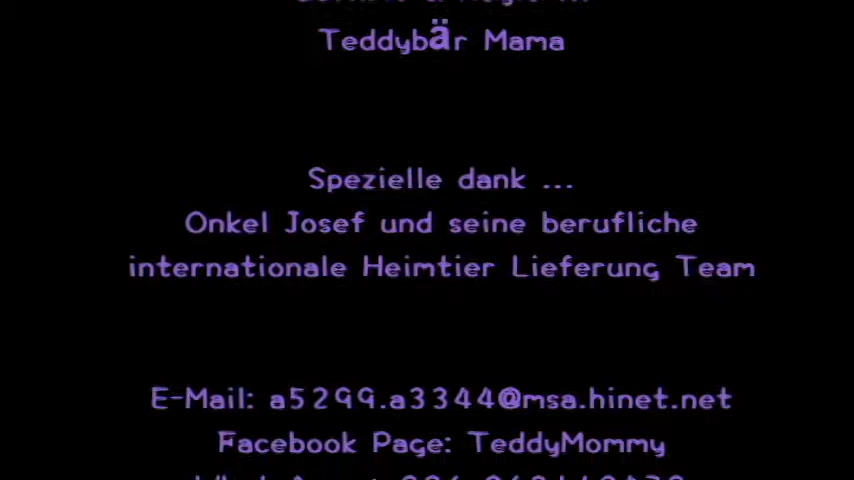 Teddybär Mama
Spezielle dank ...
Onkel Josef und seine berufliche
internationale Heimtier Lieferung Team
E-Mail: a5299.a3344@msa.hinet.net
Facebook Page: TeddyMommy